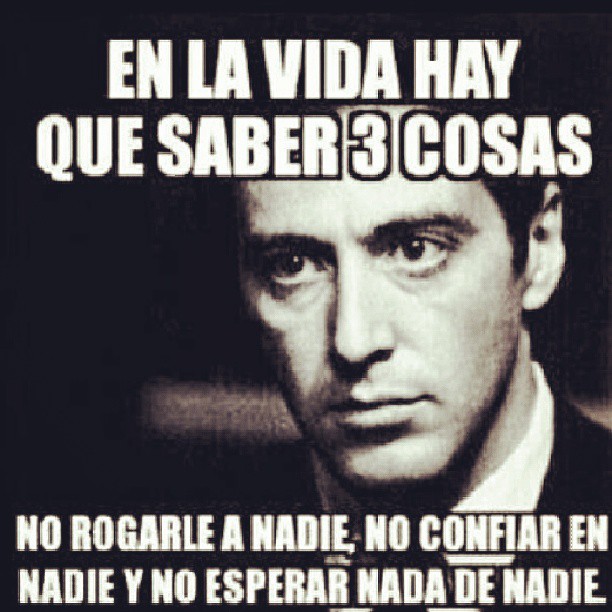 EN LA VIDA HAY
QUE SABER 3 COSAS
NO ROGARLE A NADIE, NO CONFIAR EN
NADIE Y NO ESPERAR NADA DE NADIE.